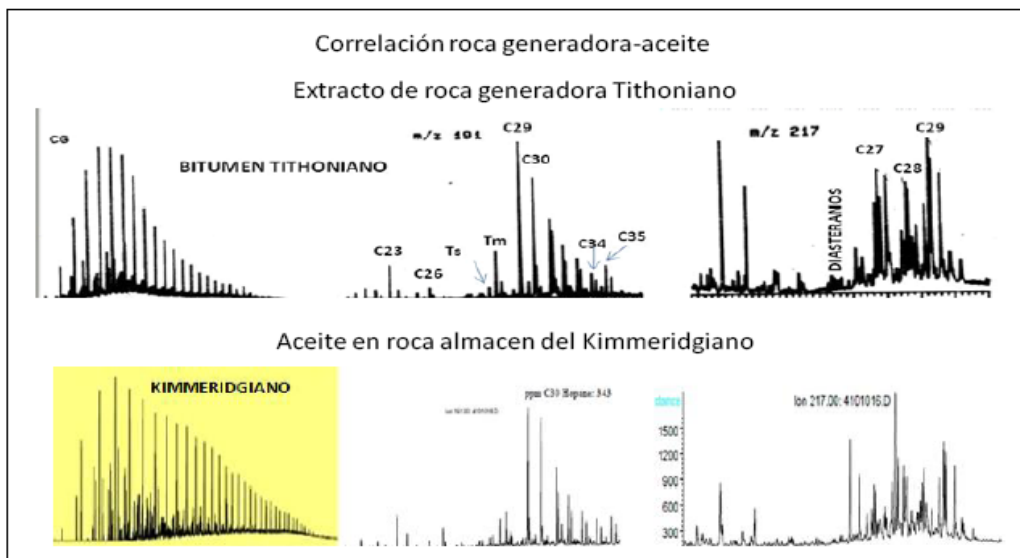 Correlación roca generadora-aceite
Extracto de roca generadora Tithoniano
CG
BITUMEN TITHONIANO
m/z 191
C29
C30
C23
C26
Ts
Tm
C34
C35
m/z 217
C27
C28
C29
DIASTERANOS
Aceite en roca almacen del Kimmeridgiano
KIMMERIDGIANO
ppm C30 Hopane: 343
Ion 217.00: 4101016.D
1500
1200
900
600
300